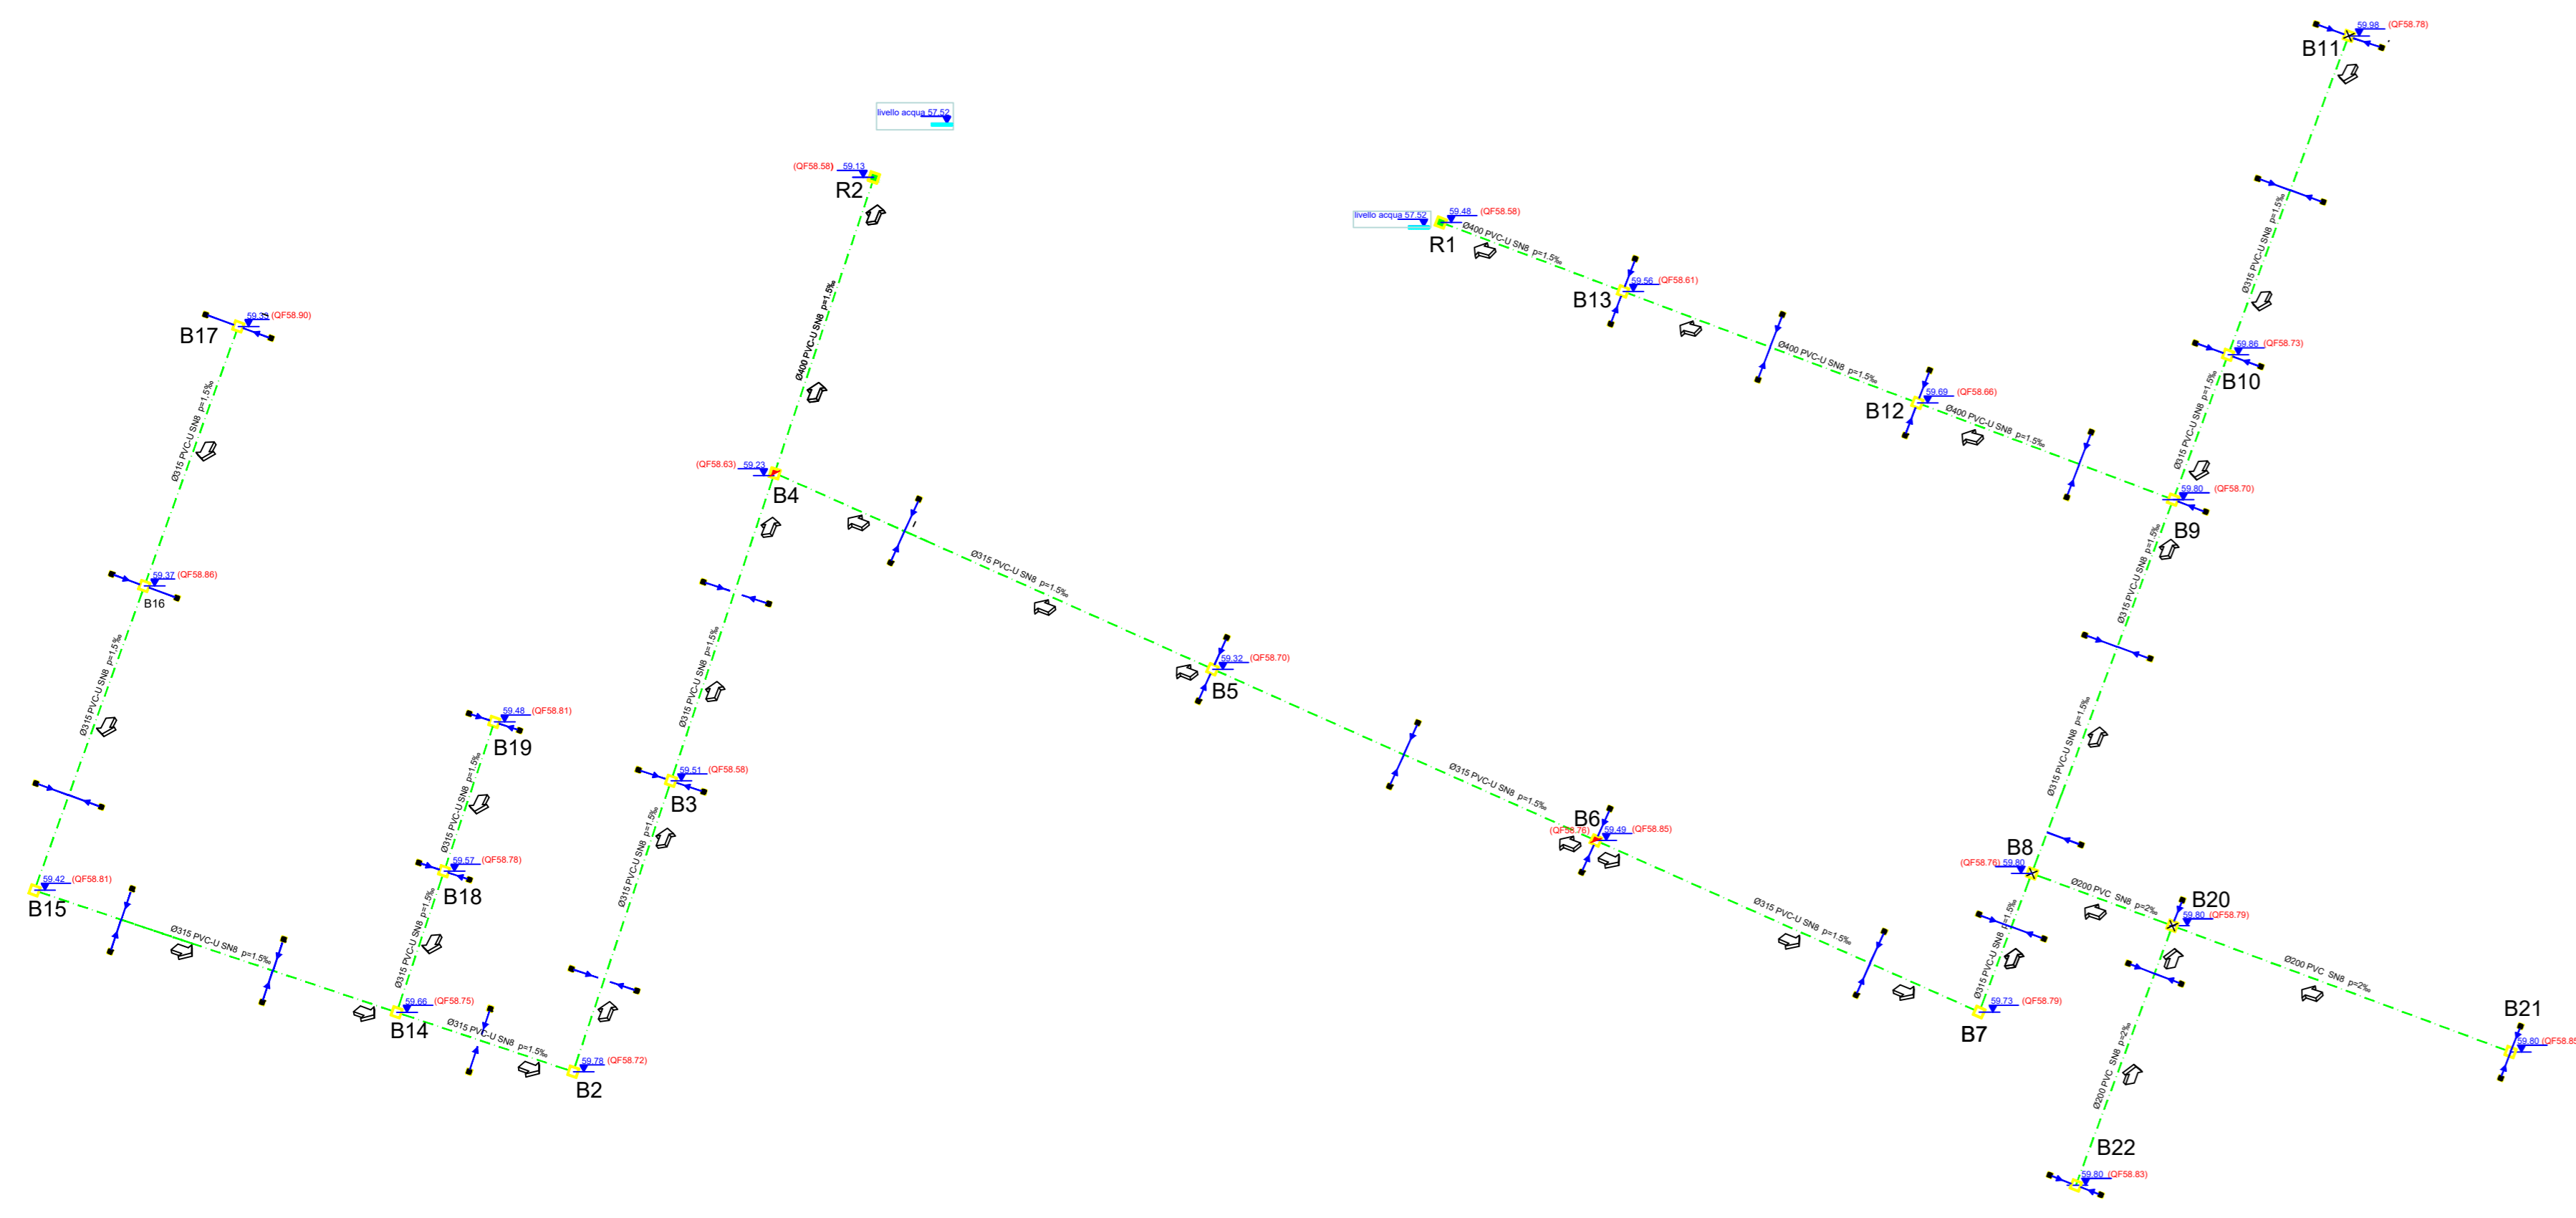 59.98 (QF58.78)
B11
livello acqua 57.52
(QF58.58) 59.13
R2
livello acqua 57.52
59.48 (QF58.58)
R1
Ø400 PVC-U SN8 p=1.5‰
Ø315 PVC-U SN8 p=1.5‰
59.56 (QF58.61)
B13
Ø400 PVC-U SN8 p=1.5‰
59.33 (QF58.90)
B17
Ø400 PVC-U SN8 p=1.5‰
59.86 (QF58.73)
B10
59.69 (QF58.66)
B12
Ø400 PVC-U SN8 p=1.5‰
Ø315 PVC-U SN8 p=1.5‰
Ø315 PVC-U SN8 p=1.5‰
(QF58.63) 59.23
B4
59.80 (QF58.70)
B9
59.37 (QF58.86)
B16
Ø315 PVC-U SN8 p=1.5‰
Ø315 PVC-U SN8 p=1.5‰
Ø315 PVC-U SN8 p=1.5‰
Ø315 PVC-U SN8 p=1.5‰
59.32 (QF58.70)
B5
59.48 (QF58.81)
B19
Ø315 PVC-U SN8 p=1.5‰
59.51 (QF58.58)
B3
Ø315 PVC-U SN8 p=1.5‰
Ø315 PVC-U SN8 p=1.5‰
B6
(QF58.76) 59.49 (QF58.85)
Ø315 PVC-U SN8 p=1.5‰
B8
(QF58.76) 59.80
59.57 (QF58.78)
B18
59.42 (QF58.81)
B15
Ø200 PVC SN8 p=2‰
B20
59.80 (QF58.79)
Ø315 PVC-U SN8 p=1.5‰
Ø315 PVC-U SN8 p=1.5‰
Ø315 PVC-U SN8 p=1.5‰
Ø315 PVC-U SN8 p=1.5‰
Ø315 PVC-U SN8 p=1.5‰
Ø200 PVC SN8 p=2‰
59.66 (QF58.75)
B14
Ø315 PVC-U SN8 p=1.5‰
59.73 (QF58.79)
B7
B21
59.80 (QF58.85
59.78 (QF58.72)
B2
Ø200 PVC SN8 p=2‰
B22
59.80 (QF58.83)